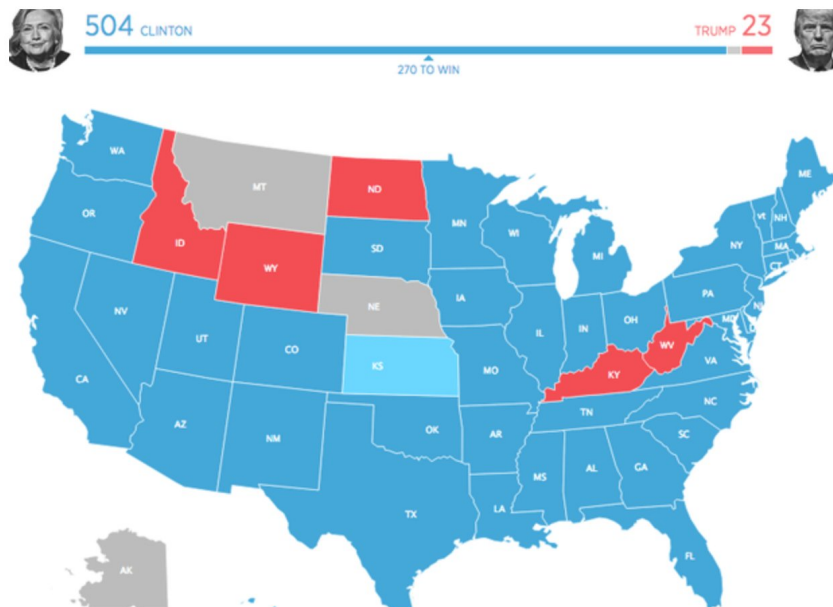 504 CLINTON
TRUMP 23
270 TO WIN
WA
MT
ND
MN
ME
OR
ID
SD
WI
vt
NH
WY
MI
NY
MA
CT
NE
IA
PA
NV
UT
CO
IL
IN
OH
MD
WV
CA
KS
MO
KY
VA
AZ
NM
OK
AR
TN
NC
SC
TX
LA
MS
AL
GA
FL
AK